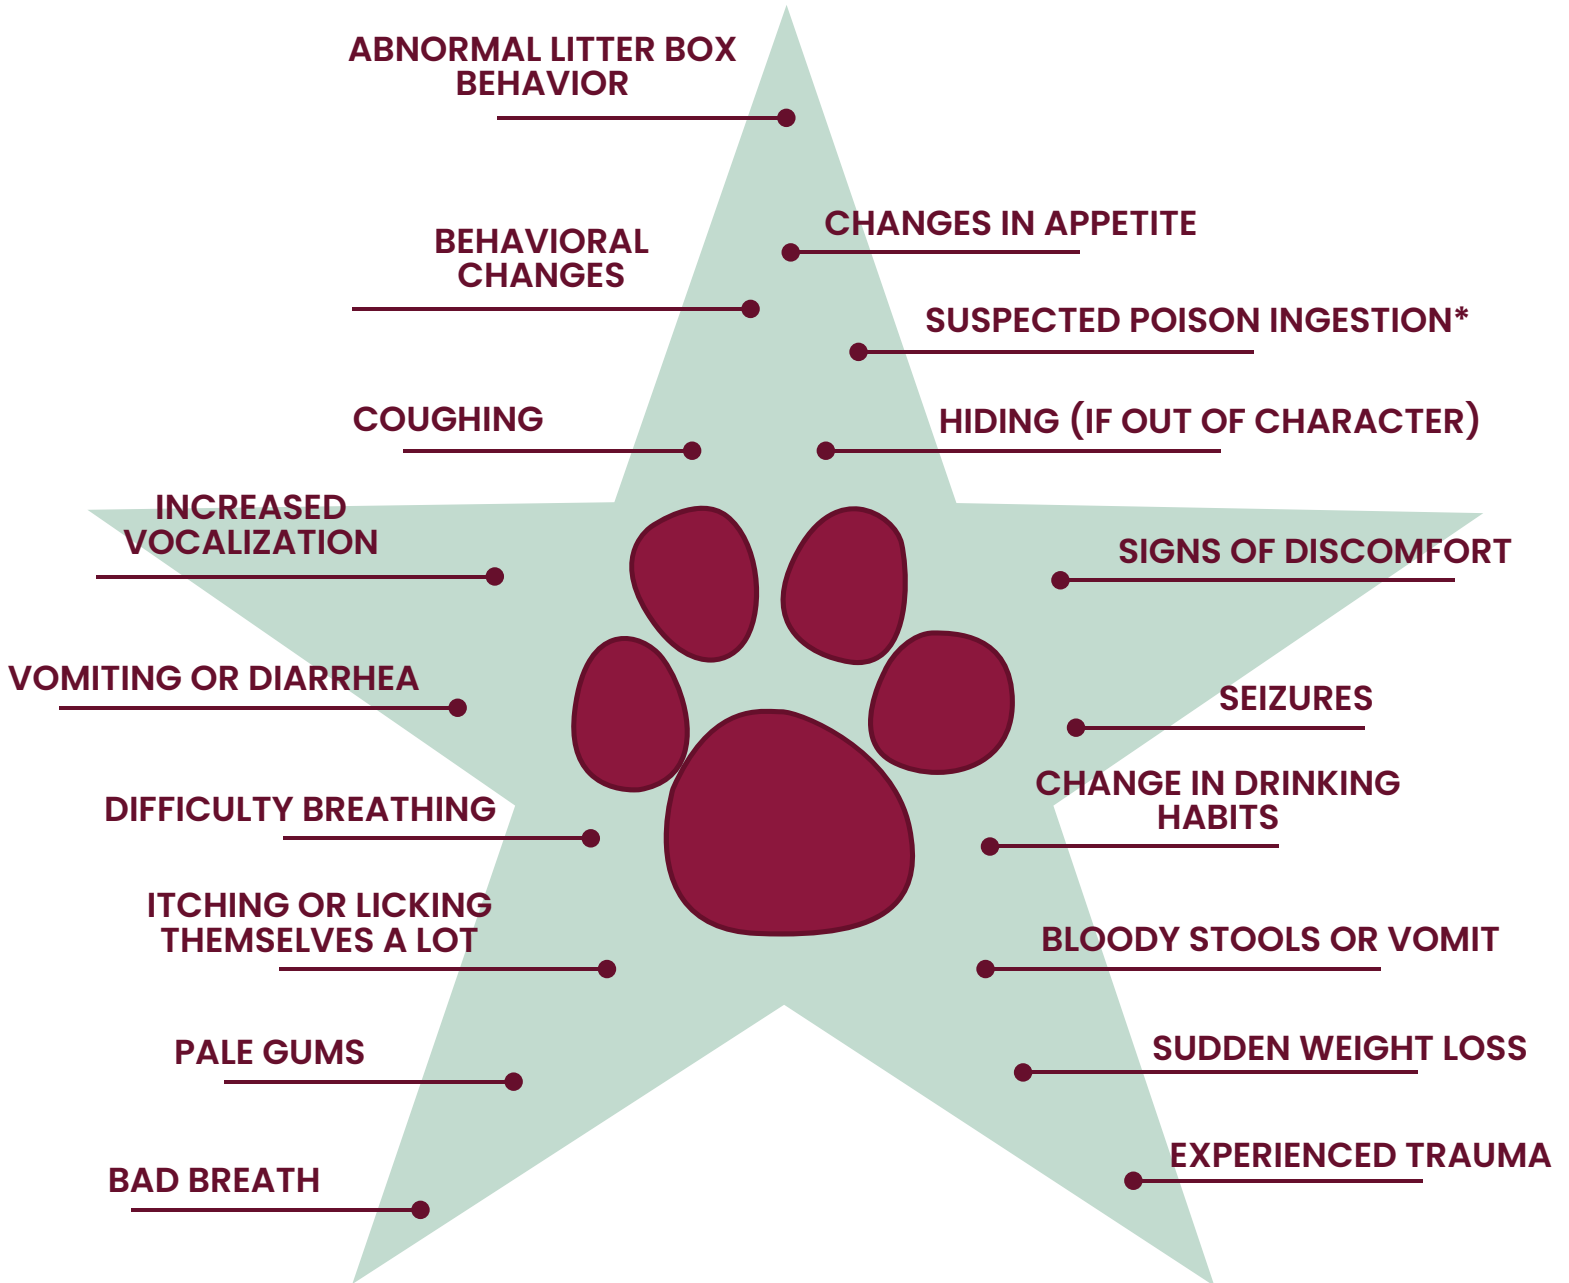 ABNORMAL LITTER BOX
BEHAVIOR
CHANGES IN APPETITE
BEHAVIORAL
CHANGES
SUSPECTED POISON INGESTION*
COUGHING
HIDING (IF OUT OF CHARACTER)
INCREASED
VOCALIZATION
SIGNS OF DISCOMFORT
VOMITING OR DIARRHEA
SEIZURES
CHANGE IN DRINKING
HABITS
DIFFICULTY BREATHING
ITCHING OR LICKING
THEMSELVES A LOT
BLOODY STOOLS OR VOMIT
PALE GUMS
SUDDEN WEIGHT LOSS
EXPERIENCED TRAUMA
BAD BREATH